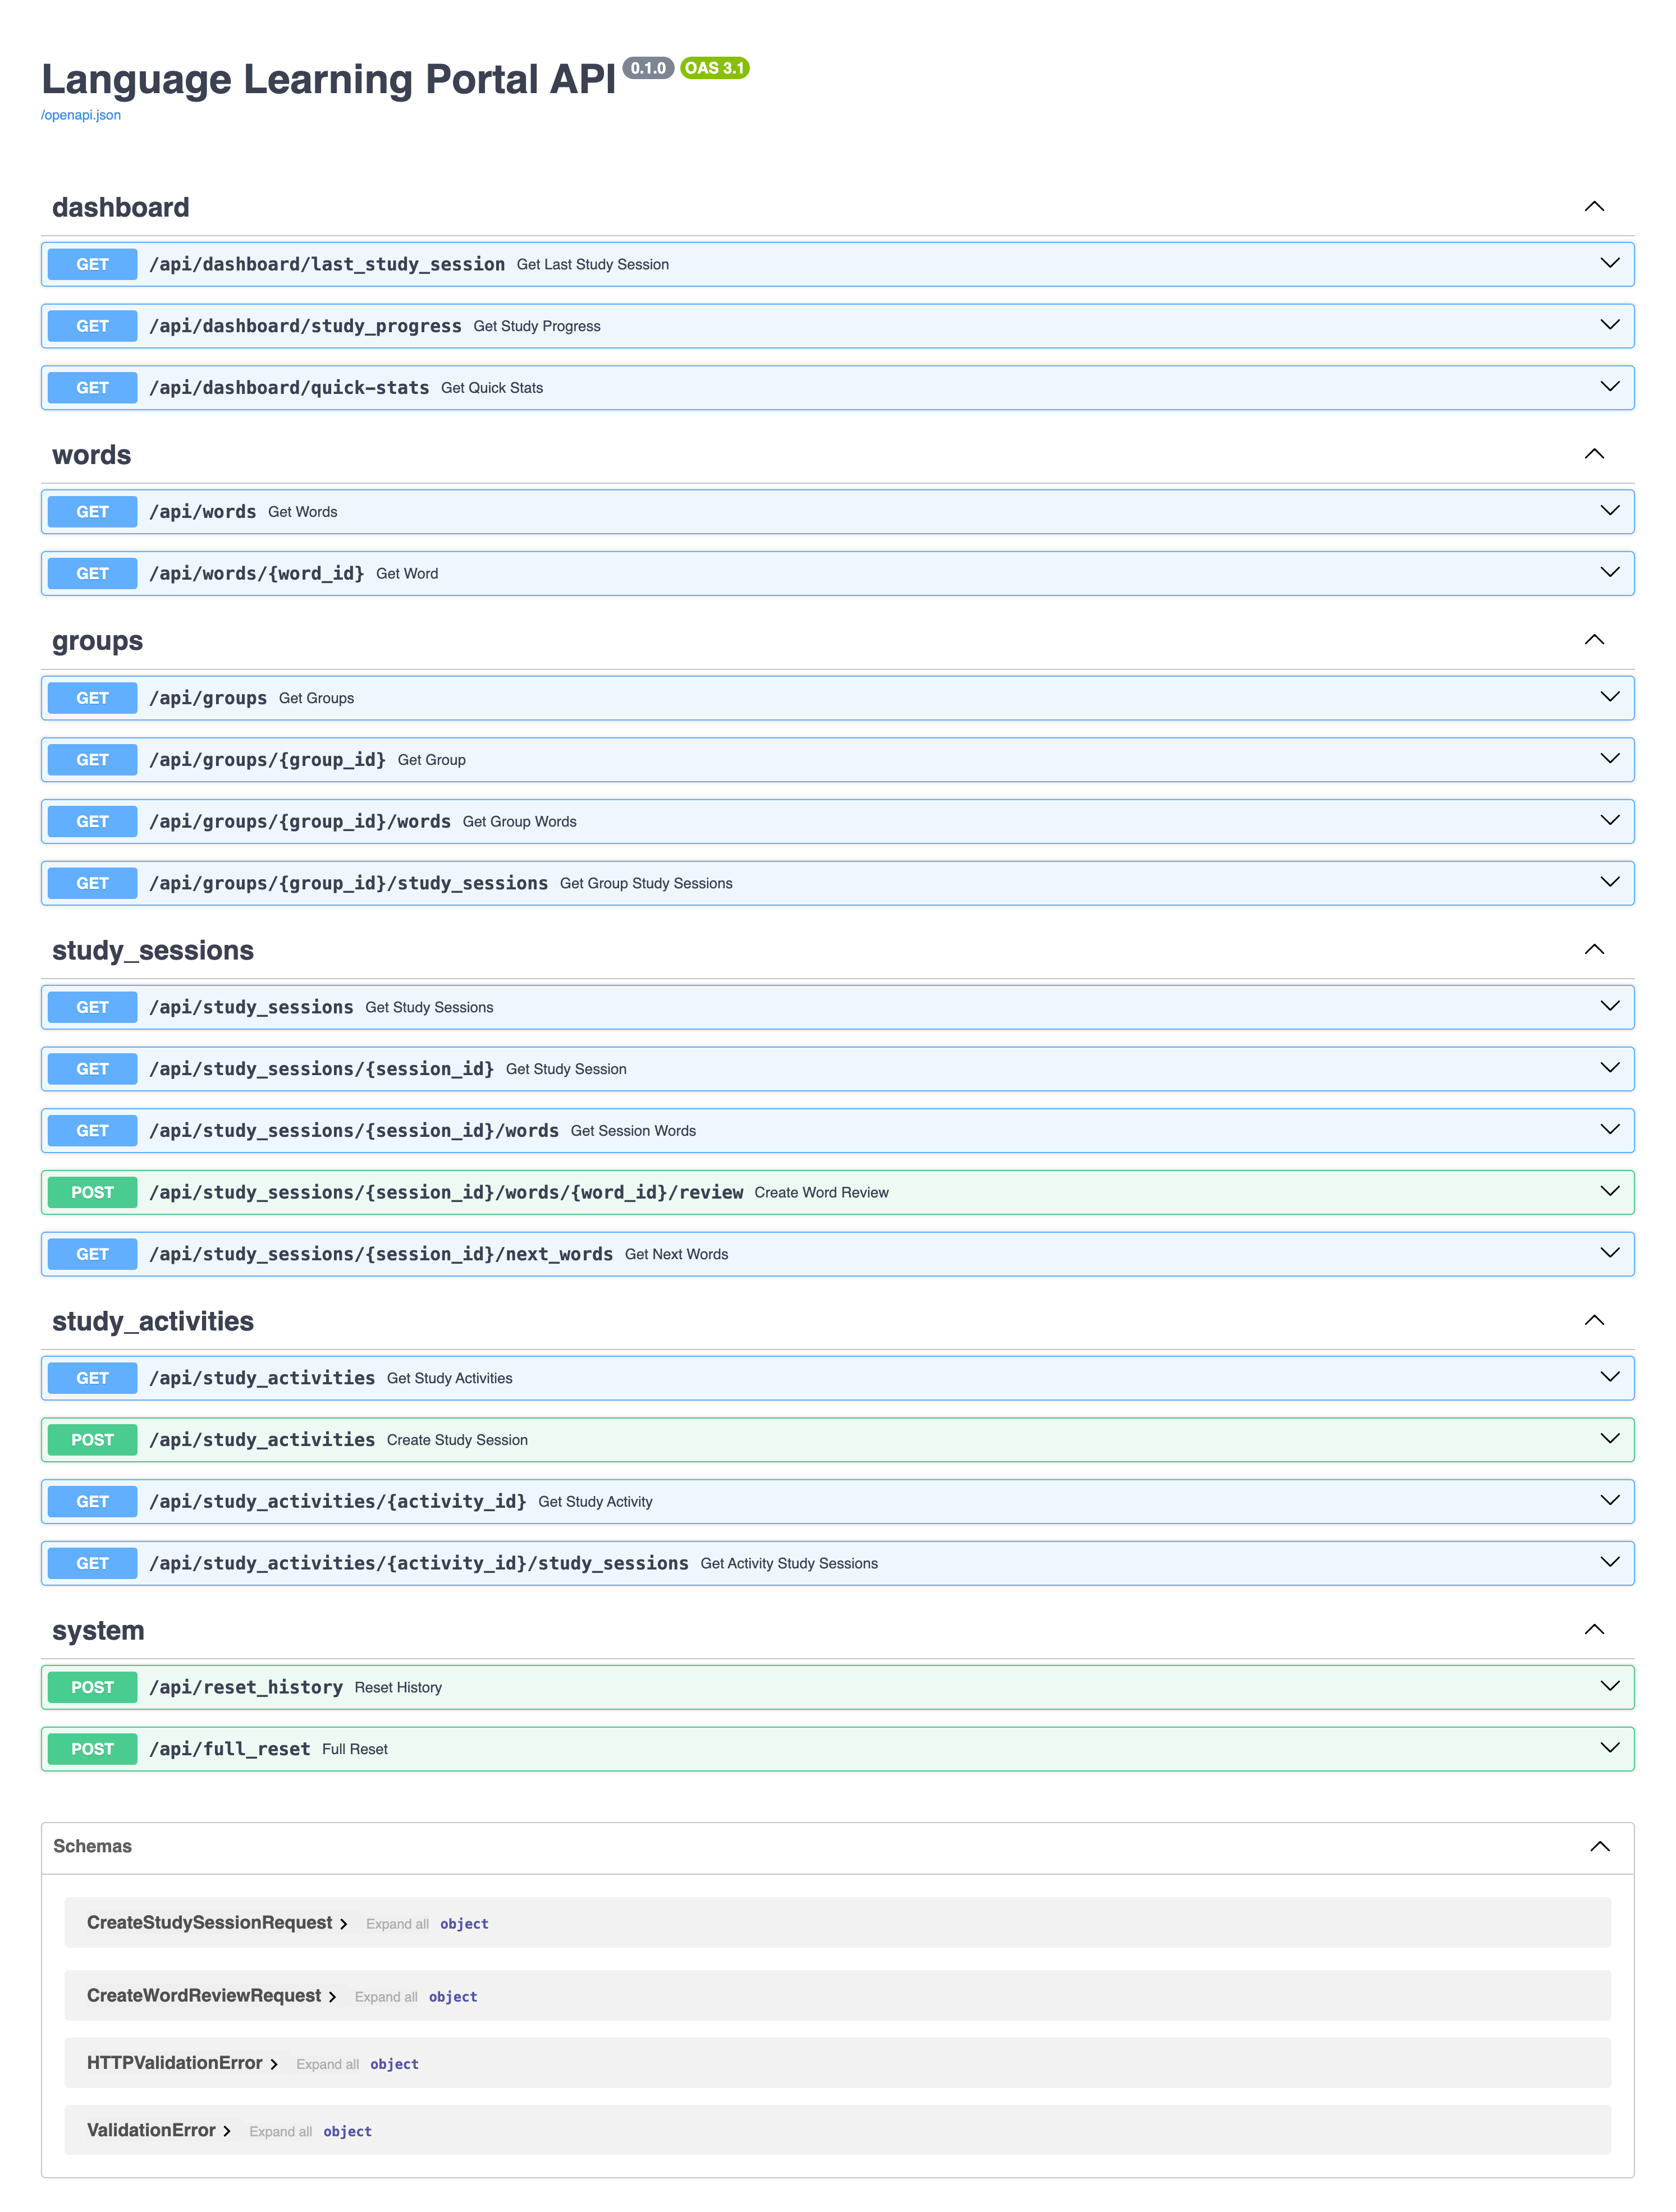 Language Learning Portal API 0.1.0 OAS 3.1
/openapi.json
dashboard
GET /api/dashboard/last_study_session Get Last Study Session
GET /api/dashboard/study_progress Get Study Progress
GET /api/dashboard/quick-stats Get Quick Stats
words
GET /api/words Get Words
GET /api/words/{word_id} Get Word
groups
GET /api/groups Get Groups
GET /api/groups/{group_id} Get Group
GET /api/groups/{group_id}/words Get Group Words
GET /api/groups/{group_id}/study_sessions Get Group Study Sessions
study_sessions
GET /api/study_sessions Get Study Sessions
GET /api/study_sessions/{session_id} Get Study Session
GET /api/study_sessions/{session_id}/words Get Session Words
POST /api/study_sessions/{session_id}/words/{word_id}/review Create Word Review
GET /api/study_sessions/{session_id}/next_words Get Next Words
study_activities
GET /api/study_activities Get Study Activities
POST /api/study_activities Create Study Session
GET /api/study_activities/{activity_id} Get Study Activity
GET /api/study_activities/{activity_id}/study_sessions Get Activity Study Sessions
system
POST /api/reset_history Reset History
POST /api/full_reset Full Reset
Schemas
CreateStudySessionRequest Expand all object
CreateWordReviewRequest Expand all object
HTTPValidationError Expand all object
ValidationError Expand all object